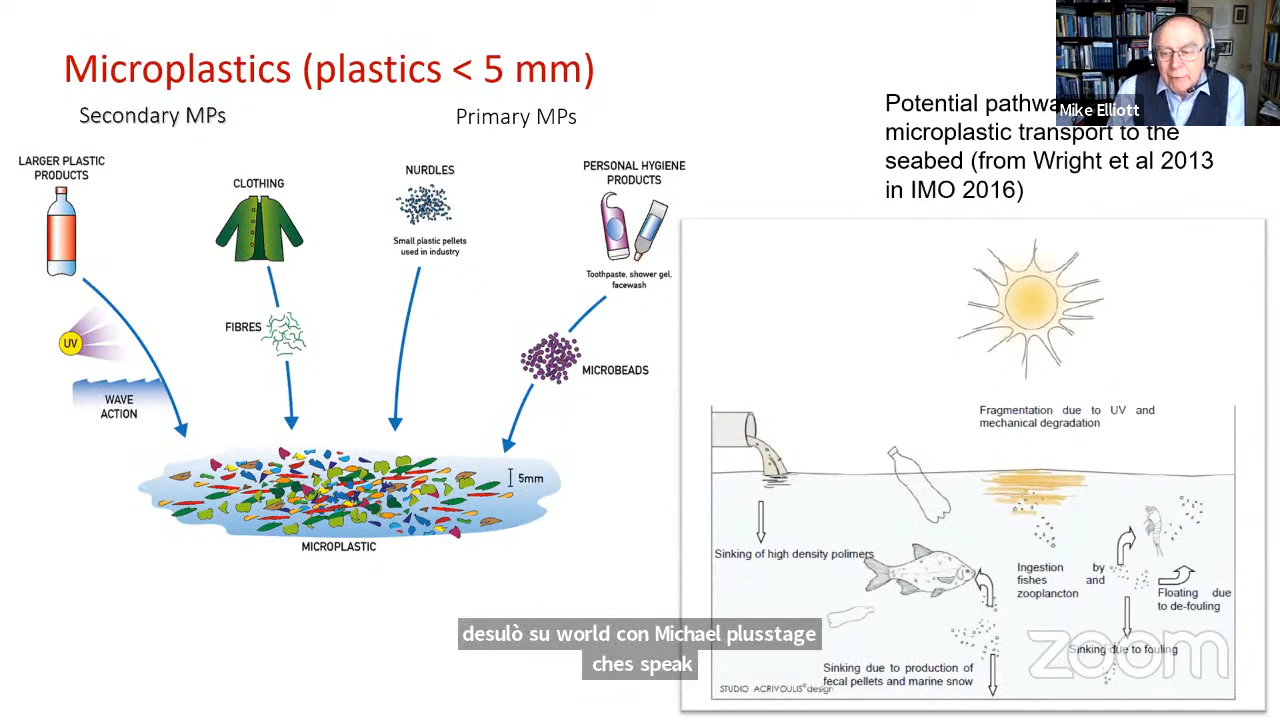 Microplastics (plastics < 5 mm)
Secondary MPs
Primary MPs
LARGER PLASTIC
PRODUCTS
CLOTHING
NURDLES
Small plastic pellets
used in industry
PERSONAL HYGIENE
PRODUCTS
Toothpaste, shower gel,
facewash
UV
WAVE
ACTION
FIBRES
MICROBEADS
5mm
MICROPLASTIC
Mike Elliott
Potential
microplastic transport to the
seabed (from Wright et al 2013
in IMO 2016)
Fragmentation due to UV and
mechanical degradation
Sinking of high density polimers
Ingestion by
fishes and
zooplancton
Floating due
to de-fouling
Sinking due to fouling
Sinking due to production of
fecal pellets and marine snow
STUDIO ACRIVOULIS©design
zoom
desulò su world con Michael plusstage
ches speak